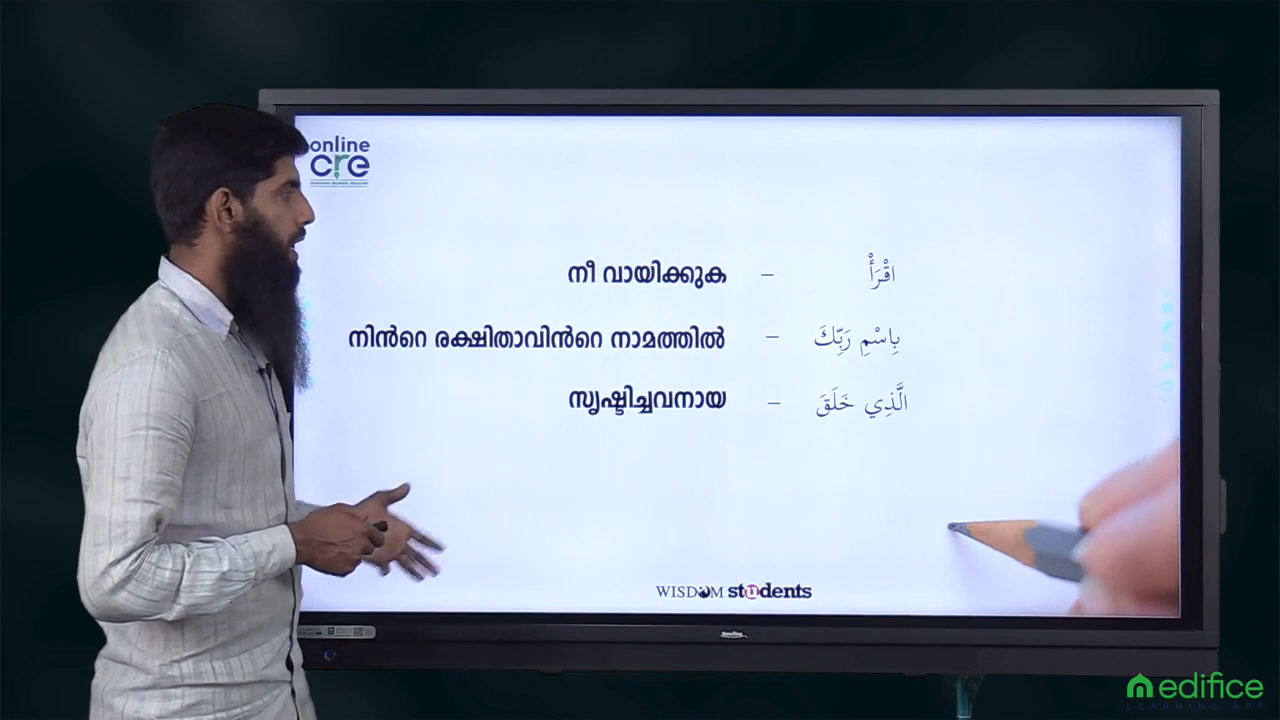 online
cre
നീ വായിക്കുക – اقْرَأْ
നിൻറെ രക്ഷിതാവിൻറെ നാമത്തിൽ – بِاسْمِ رَبِّكَ
സൃഷ്ടിച്ചവനായ – الَّذِي خَلَقَ
WISDOM students
edifice
LEARNING APP